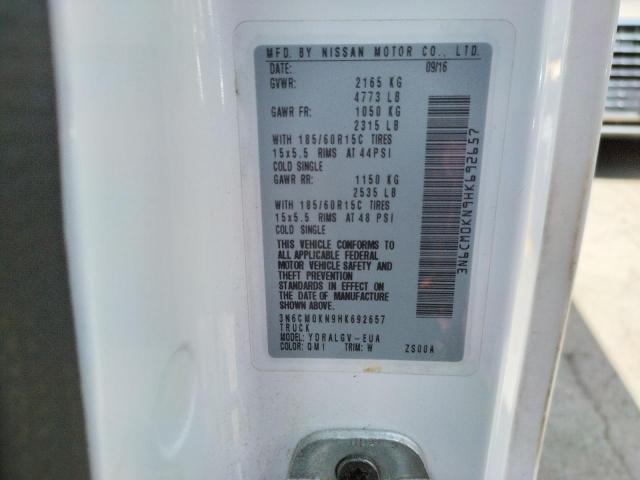 MFD. BY NISSAN MOTOR CO., LTD.
DATE: 09/16
GVWR: 2165 KG
4773 LB
GAWR FR: 1050 KG
2315 LB
WITH 185/60R15C TIRES
15x5.5 RIMS AT 44PSI
COLD SINGLE
GAWR RR: 1150 KG
2535 LB
WITH 185/60R15C TIRES
15x5.5 RIMS AT 48 PSI
COLD SINGLE
THIS VEHICLE CONFORMS TO
ALL APPLICABLE FEDERAL
MOTOR VEHICLE SAFETY AND
THEFT PREVENTION
STANDARDS IN EFFECT ON
THE DATE OF MANUFACTURE
SHOWN ABOVE.
3N6CM0KN9HK692657
TRUCK
MODEL: YDRALGV-EUA
COLOR: QM1 TRIM: W ZS00A
3N6CM0KN9HK692657